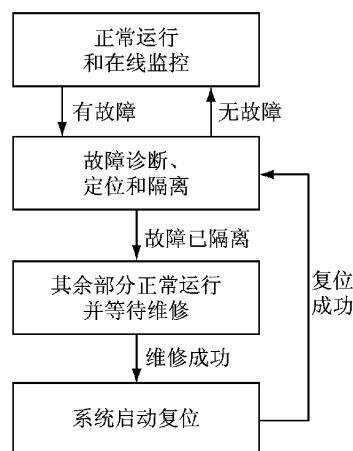 正常运行
和在线监控
有故障
无故障
故障诊断、
定位和隔离
故障已隔离
其余部分正常运行
并等待维修
复位
成功
维修成功
系统启动复位